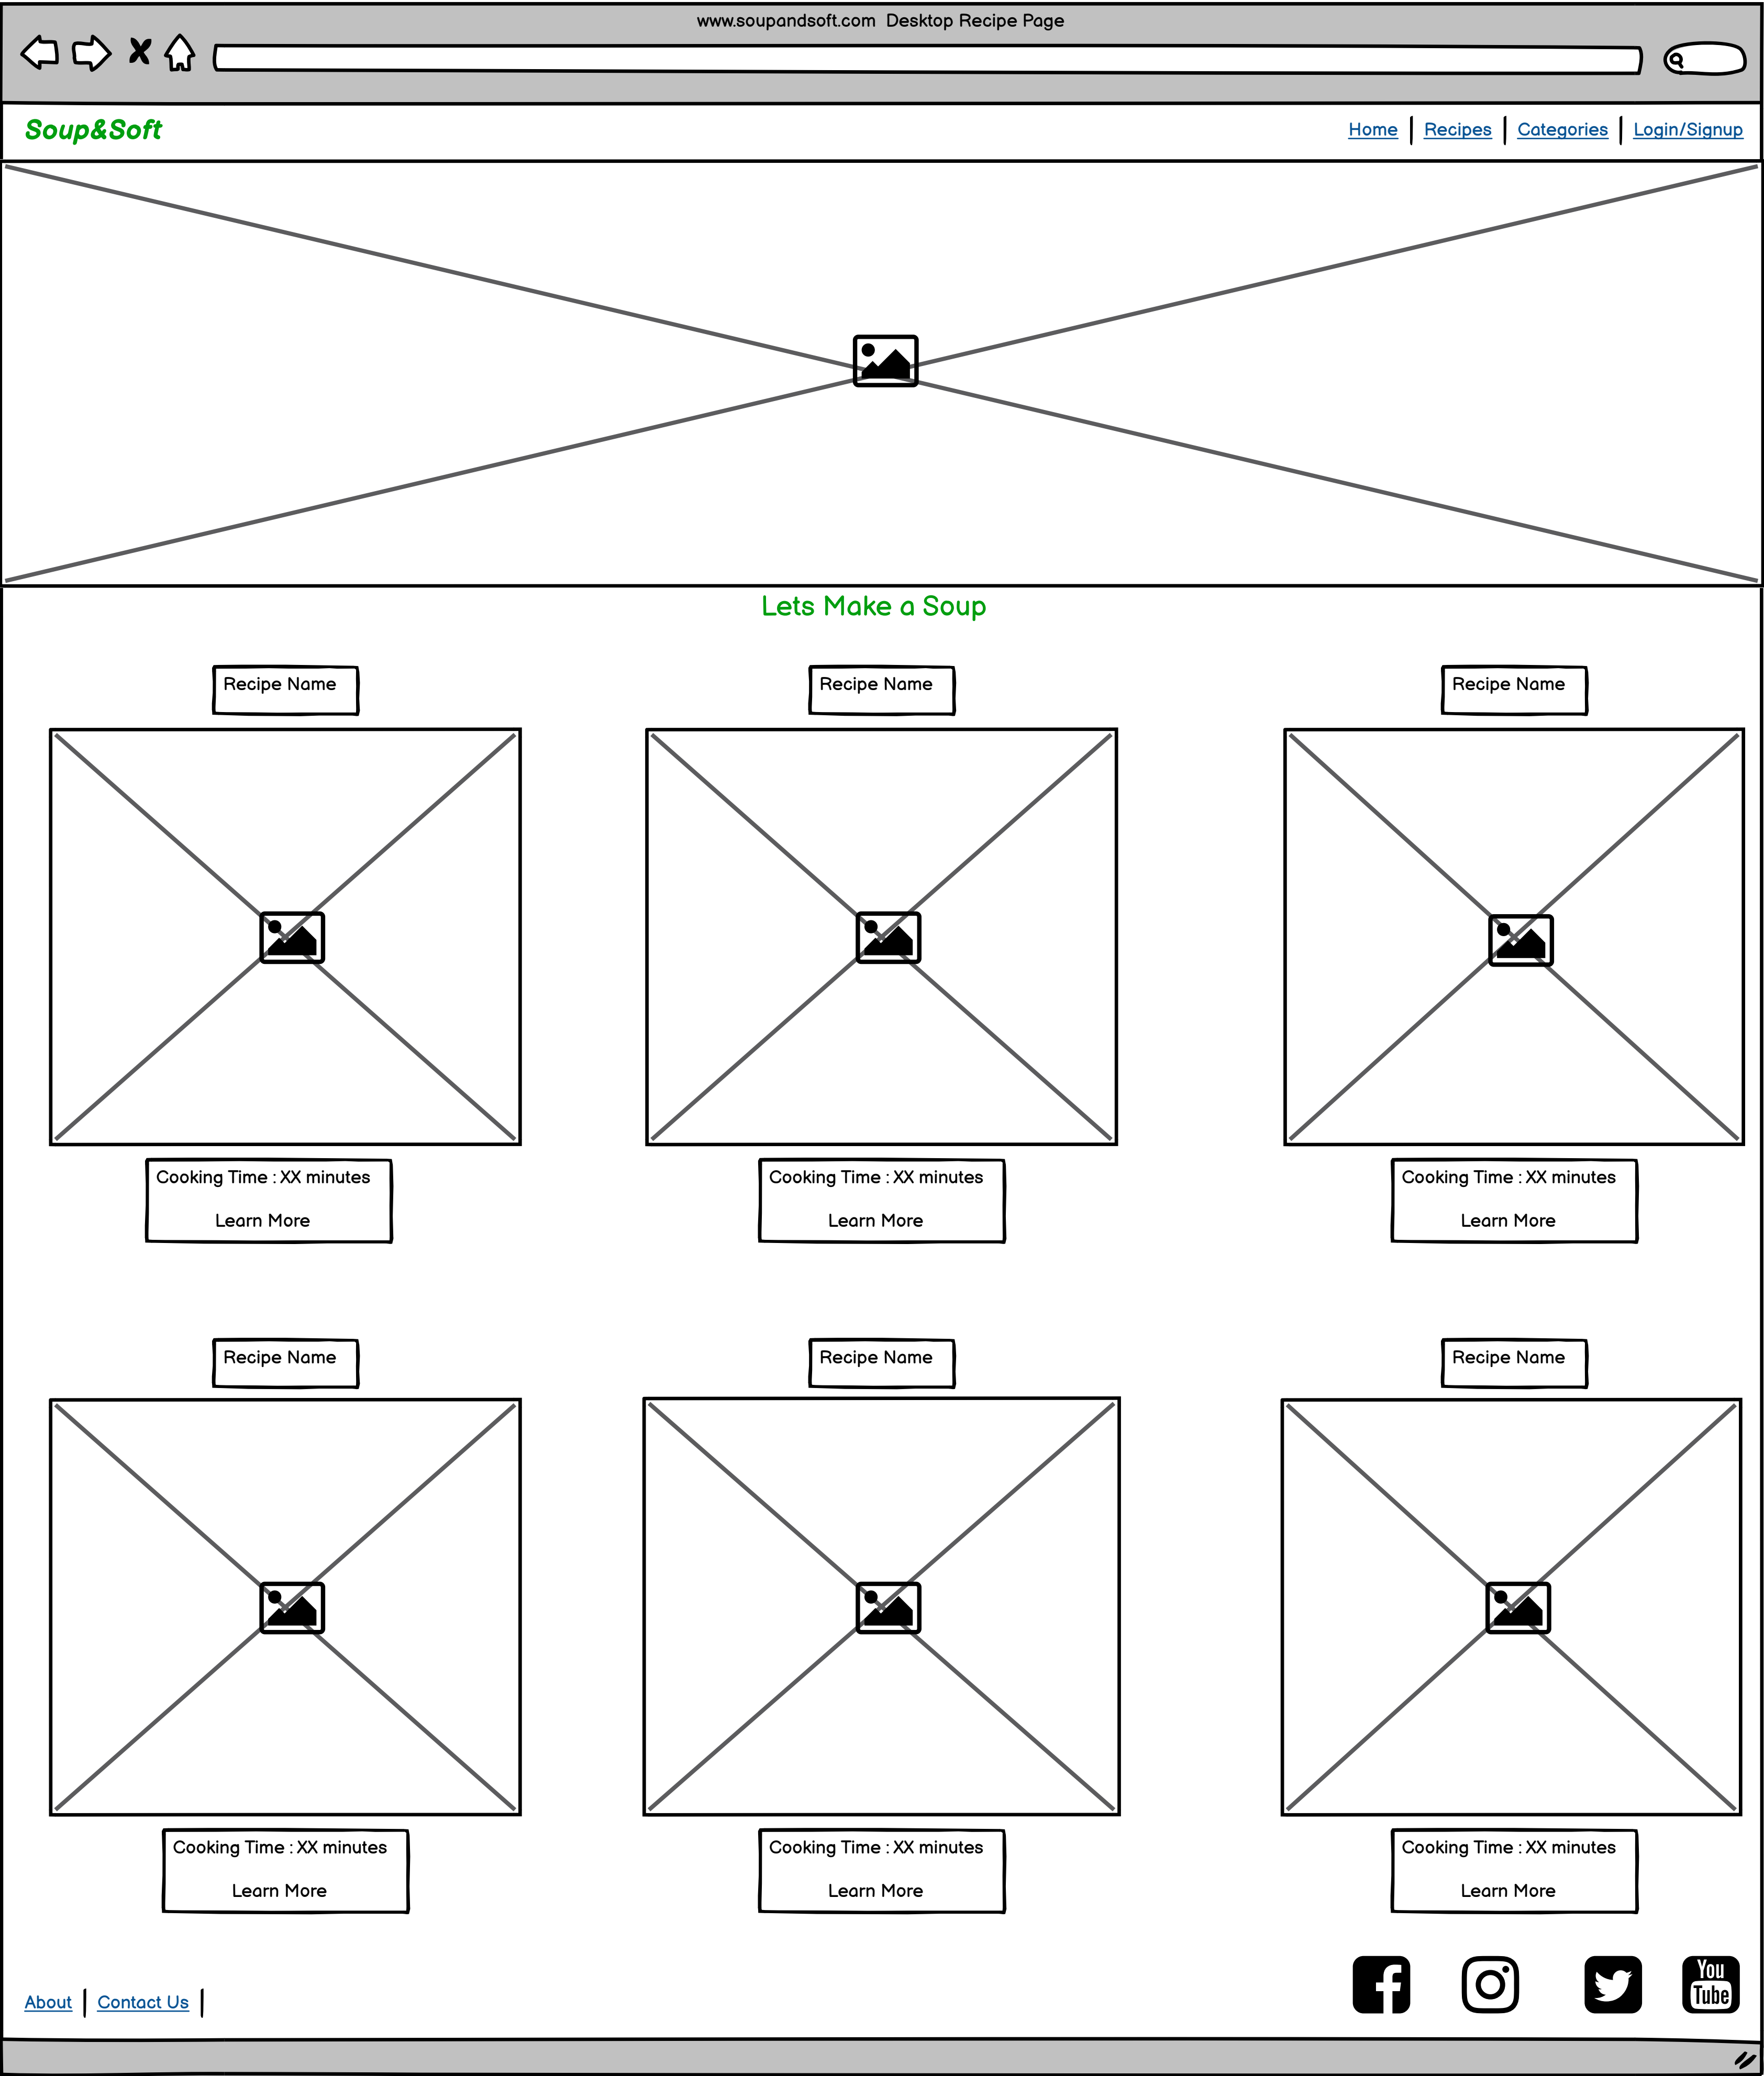 www.soupandsoft.com  Desktop Recipe Page
Soup&Soft
Home | Recipes | Categories | Login/Signup
Lets Make a Soup
Recipe Name
Recipe Name
Recipe Name
Cooking Time : XX minutes
Learn More
Cooking Time : XX minutes
Learn More
Cooking Time : XX minutes
Learn More
Recipe Name
Recipe Name
Recipe Name
Cooking Time : XX minutes
Learn More
Cooking Time : XX minutes
Learn More
Cooking Time : XX minutes
Learn More
About | Contact Us |
You
Tube